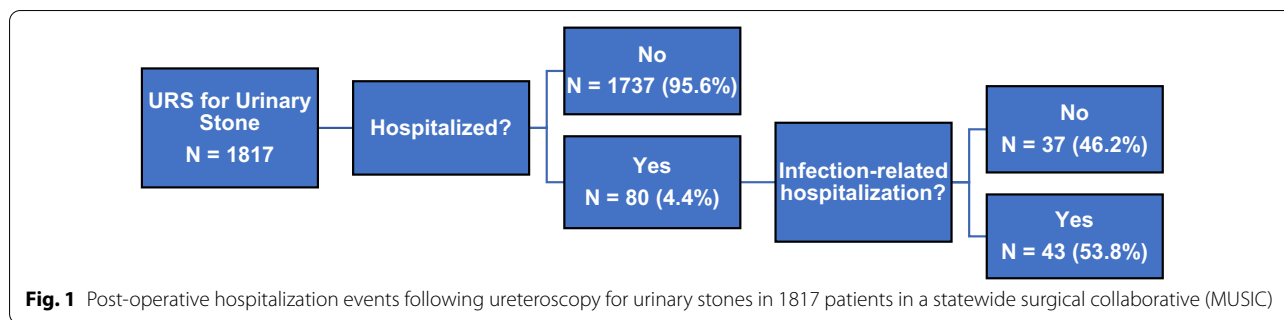 URS for Urinary
Stone
N = 1817
Hospitalized?
No
N = 1737 (95.6%)
Yes
N = 80 (4.4%)
Infection-related
hospitalization?
No
N = 37 (46.2%)
Yes
N = 43 (53.8%)
Fig. 1 Post-operative hospitalization events following ureteroscopy for urinary stones in 1817 patients in a statewide surgical collaborative (MUSIC)